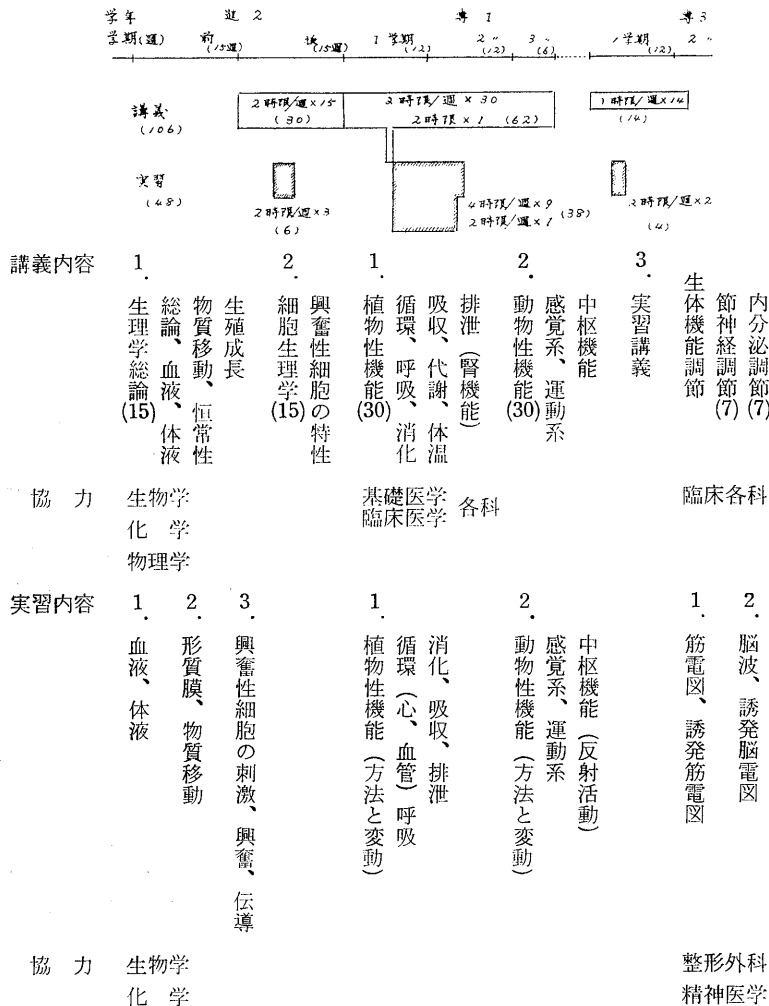 学年 進2 専1 専3
学期(週) 前(15週) 後(15週) 1学期(12) 2〃(12) 3〃(6) 1学期(12) 2〃
講義(106)
2時限/週×15(30)
2時限/週×30
2時限×1(62)
1時限/週×14(14)
実習(48)
2時限/週×3(6)
4時限/週×9
2時限/週×1(38)
2時限/週×2(4)
講義内容
1.生理学総論(15)
総論、血液、体液
物質移動、恒常性
生殖成長
2.細胞生理学(15)
興奮性細胞の特性
1.植物性機能(30)
循環、呼吸、消化
吸収、代謝、体温
排泄(腎機能)
2.動物性機能(30)
感覚系、運動系
中枢機能
3.実習講義
生体機能調節
節神経調節(7)
内分泌調節(7)
協力
生物学
化学
物理学
基礎医学
臨床医学
各科
臨床各科
実習内容
1.血液、体液
2.形質膜、物質移動
3.興奮性細胞の刺激、興奮、伝導
1.植物性機能(方法と変動)
循環(心、血管)呼吸
消化、吸収、排泄
2.動物性機能(方法と変動)
感覚系、運動系
中枢機能(反射活動)
1.筋電図、誘発筋電図
2.脳波、誘発脳電図
協力
生物学
化学
整形外科
精神医学